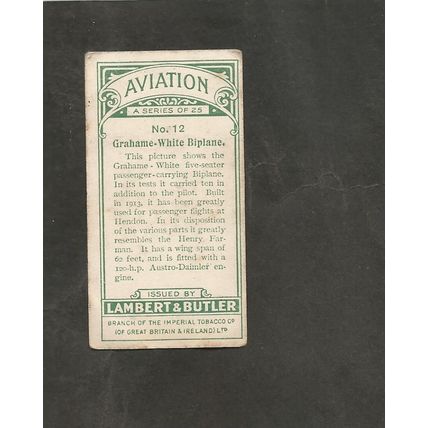 AVIATION
A SERIES OF 25
No. 12
Grahame-White Biplane.
This picture shows the
Grahame-White five-seater
passenger-carrying Biplane.
In its tests it carried ten in
addition to the pilot. Built
in 1913, it has been greatly
used for passenger flights at
Hendon. In its disposition
of the various parts it greatly
resembles the Henry Far-
man. It has a wing span of
62 feet, and is fitted with a
120-h.p. Austro-Daimler en-
gine.
ISSUED BY
LAMBERT & BUTLER
BRANCH OF THE IMPERIAL TOBACCO CO
(OF GREAT BRITAIN & IRELAND) LTD